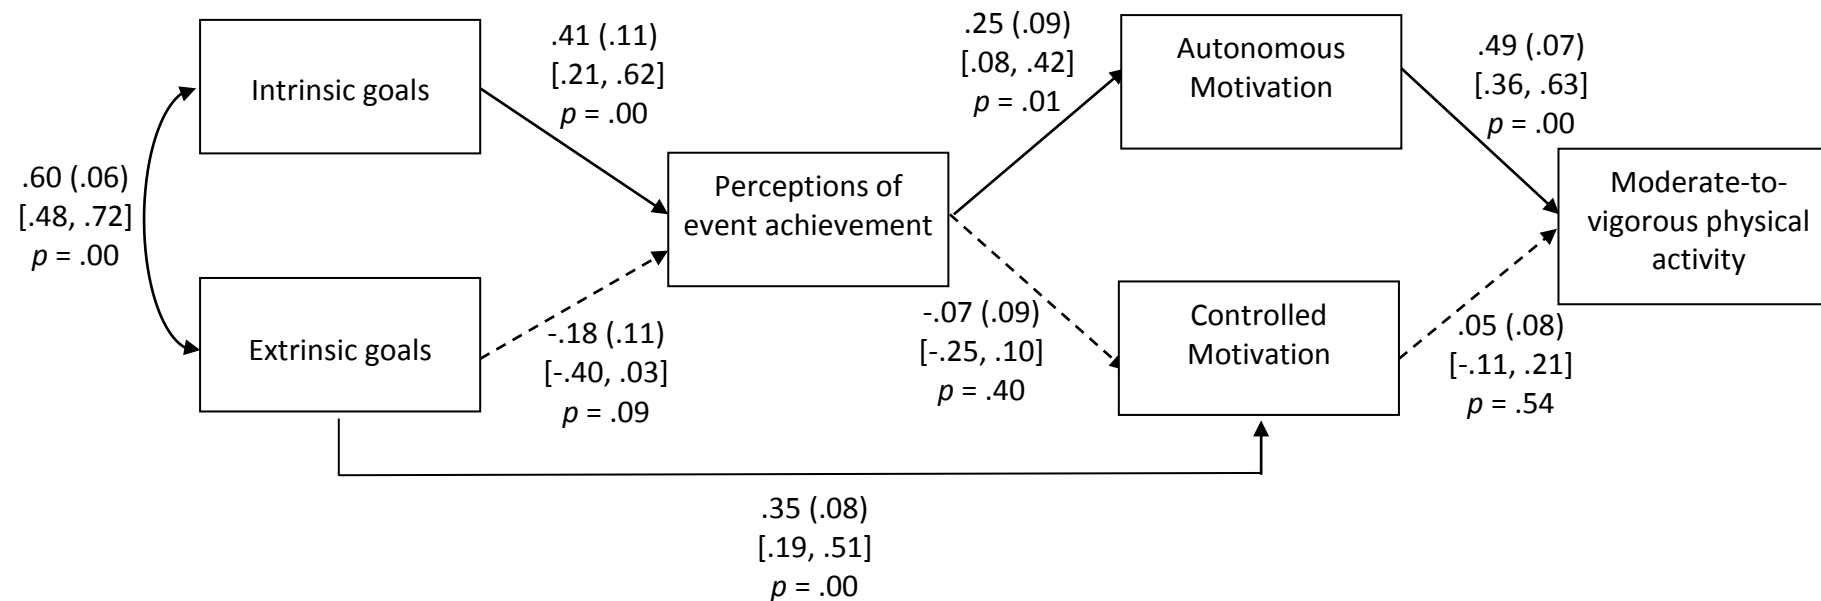 Intrinsic goals
.41 (.11)
[.21, .62]
p = .00
.25 (.09)
[.08, .42]
p = .01
Autonomous
Motivation
.49 (.07)
[.36, .63]
p = .00
.60 (.06)
[.48, .72]
p = .00
Perceptions of
event achievement
Moderate-to-
vigorous physical
activity
Extrinsic goals
-.18 (.11)
[-.40, .03]
p = .09
-.07 (.09)
[-.25, .10]
p = .40
Controlled
Motivation
.05 (.08)
[-.11, .21]
p = .54
.35 (.08)
[.19, .51]
p = .00